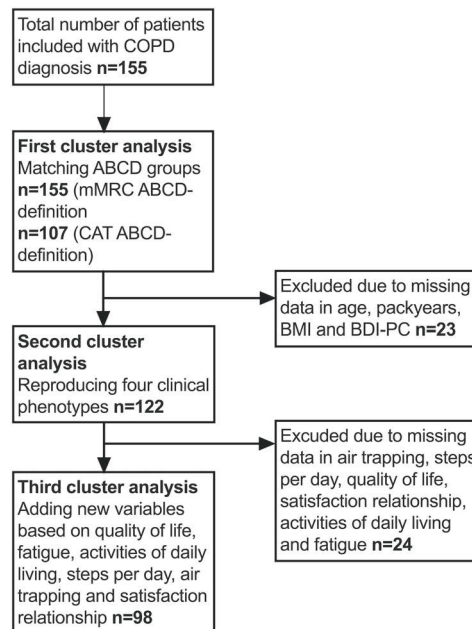 Total number of patients
included with COPD
diagnosis n=155
First cluster analysis
Matching ABCD groups
n=155 (mMRC ABCD-
definition
n=107 (CAT ABCD-
definition)
Excluded due to missing
data in age, packyears,
BMI and BDI-PC n=23
Second cluster
analysis
Reproducing four clinical
phenotypes n=122
Excuded due to missing
data in air trapping, steps
per day, quality of life,
satisfaction relationship,
activities of daily living
and fatigue n=24
Third cluster analysis
Adding new variables
based on quality of life,
fatigue, activities of daily
living, steps per day, air
trapping and satisfaction
relationship n=98